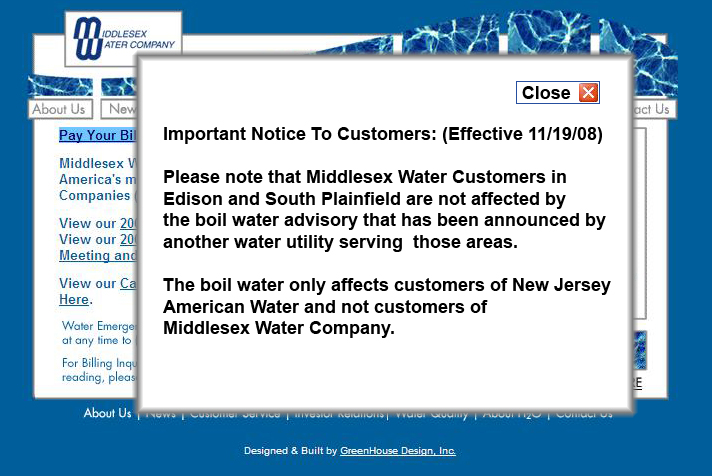 MIDDLESEX
WATER COMPANY
Close
About Us
New
act Us
Pay Your Bil
Important Notice To Customers: (Effective 11/19/08)
Middlesex W
America's m
Companies (
Please note that Middlesex Water Customers in
Edison and South Plainfield are not affected by
the boil water advisory that has been announced by
another water utility serving those areas.
View our 200
View our 200
Meeting and
View our Ca
Here.
The boil water only affects customers of New Jersey
American Water and not customers of
Middlesex Water Company.
Water Emerge
at any time to
For Billing Inqu
reading, pleas
RE
About Us | News | Customer Service | Investor Relations | Water Quality | About H2O | Contact Us
Designed & Built by GreenHouse Design, Inc.